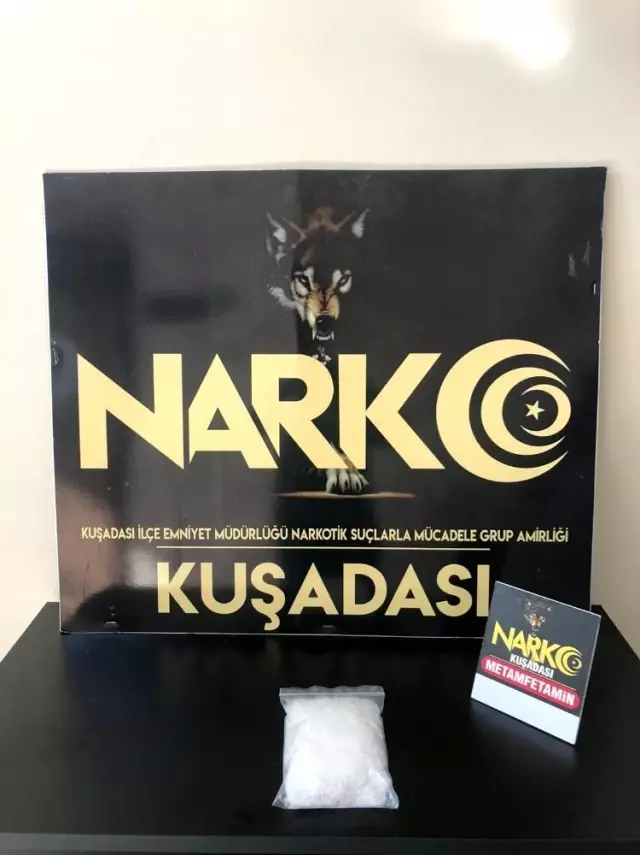 NARKO
KUŞADASI İLÇE EMNİYET MÜDÜRLÜĞÜ NARKOTİK SUÇLARLA MÜCADELE GRUP AMİRLİĞİ
KUŞADASI
NARKO
KUŞADASI
METAMFETAMİN